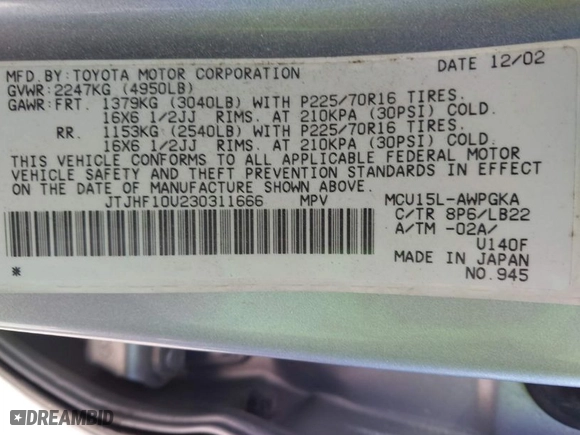 MFD.BY:TOYOTA MOTOR CORPORATION DATE 12/02
GVWR:2247KG (4950LB)
GAWR:FRT. 1379KG (3040LB) WITH P225/70R16 TIRES.
16X6 1/2JJ RIMS. AT 210KPA (30PSI) COLD.
RR. 1153KG (2540LB) WITH P225/70R16 TIRES.
16X6 1/2JJ RIMS. AT 210KPA (30PSI) COLD.
THIS VEHICLE CONFORMS TO ALL APPLICABLE FEDERAL MOTOR
VEHICLE SAFETY AND THEFT PREVENTION STANDARDS IN EFFECT
ON THE DATE OF MANUFACTURE SHOWN ABOVE.
JTJHF10U230311666 MPV MCU15L-AWPGKA
C/TR 8P6/LB22
A/TM -02A/
U140F
MADE IN JAPAN
* NO.945
DREAMBID